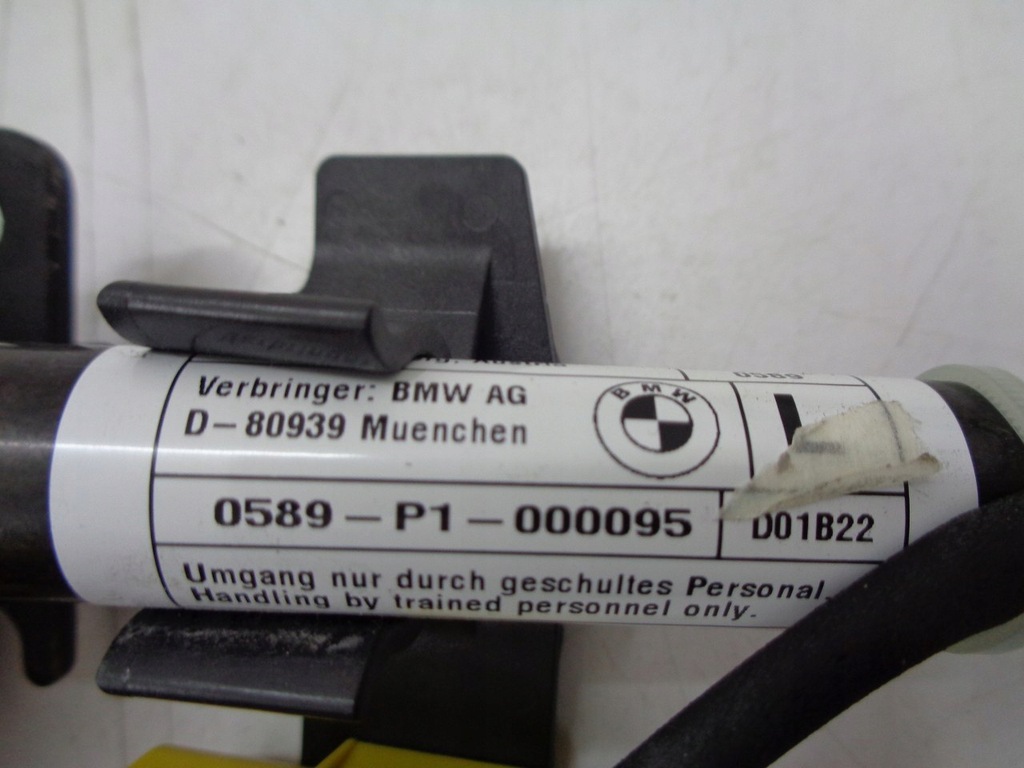 0589
Verbringer: BMW AG
D-80939 Muenchen
BMW
L
0589-P1-000095
D01B22
Umgang nur durch geschultes Personal.
Handling by trained personnel only.